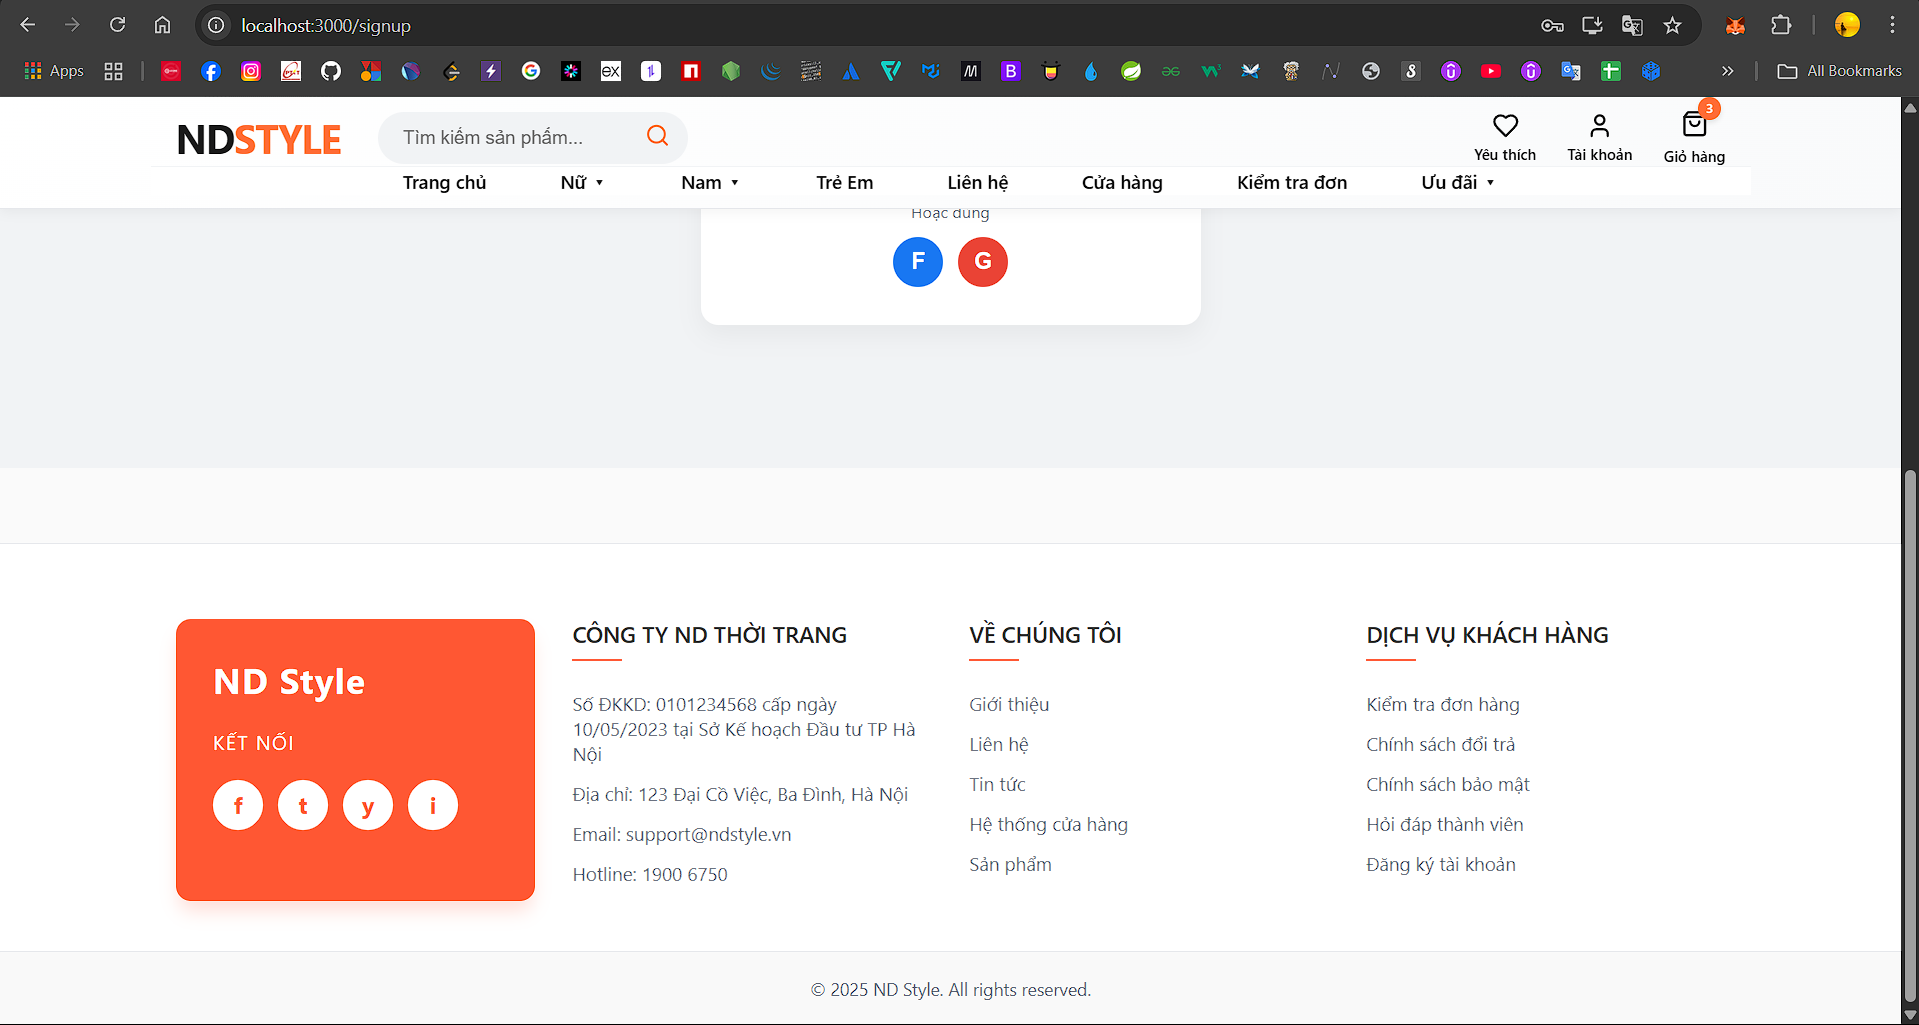 localhost:3000/signup
Apps
All Bookmarks
NDSTYLE
Tìm kiếm sản phẩm...
Yêu thích
Tài khoản
3
Giỏ hàng
Trang chủ
Nữ ▼
Nam ▼
Trẻ Em
Liên hệ
Cửa hàng
Kiểm tra đơn
Ưu đãi ▼
Hoặc dùng
F
G
ND Style
KẾT NỐI
f
t
y
i
CÔNG TY ND THỜI TRANG
Số ĐKKD: 0101234568 cấp ngày
10/05/2023 tại Sở Kế hoạch Đầu tư TP Hà
Nội
Địa chỉ: 123 Đại Cồ Việc, Ba Đình, Hà Nội
Email: support@ndstyle.vn
Hotline: 1900 6750
VỀ CHÚNG TÔI
Giới thiệu
Liên hệ
Tin tức
Hệ thống cửa hàng
Sản phẩm
DỊCH VỤ KHÁCH HÀNG
Kiểm tra đơn hàng
Chính sách đổi trả
Chính sách bảo mật
Hỏi đáp thành viên
Đăng ký tài khoản
© 2025 ND Style. All rights reserved.